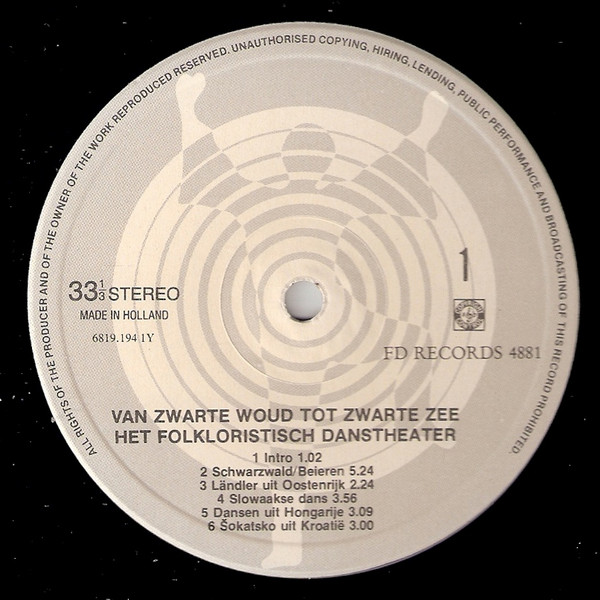 ALL RIGHTS OF THE PRODUCER AND OF THE OWNER OF THE WORK REPRODUCED RESERVED. UNAUTHORISED COPYING, HIRING, LENDING, PUBLIC PERFORMANCE AND BROADCASTING OF THIS RECORD PROHIBITED.
33⅓ STEREO
MADE IN HOLLAND
6819.194 1Y
1
FD RECORDS 4881
VAN ZWARTE WOUD TOT ZWARTE ZEE
HET FOLKLORISTISCH DANSTHEATER
1 Intro 1.02
2 Schwarzwald/Beieren 5.24
3 Ländler uit Oostenrijk 2.24
4 Slowaakse dans 3.56
5 Dansen uit Hongarije 3.09
6 Šokatsko uit Kroatië 3.00